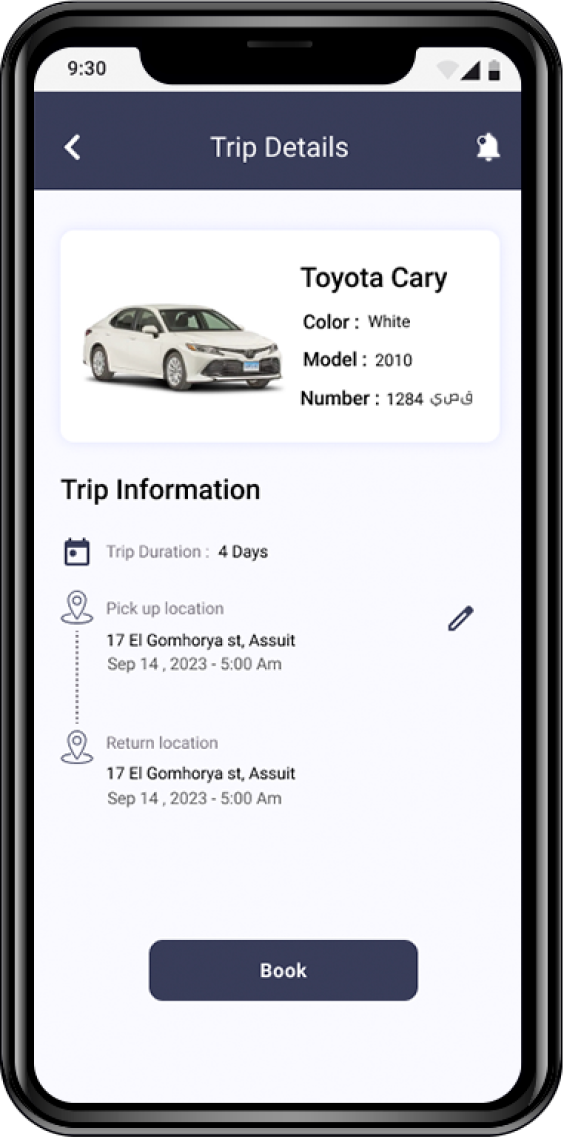 9:30
Trip Details
Toyota Cary
Color : White
Model : 2010
Number : 1284 ق ص ي
Trip Information
Trip Duration : 4 Days
Pick up location
17 El Gomhorya st, Assuit
Sep 14 , 2023 - 5:00 Am
Return location
17 El Gomhorya st, Assuit
Sep 14 , 2023 - 5:00 Am
Book